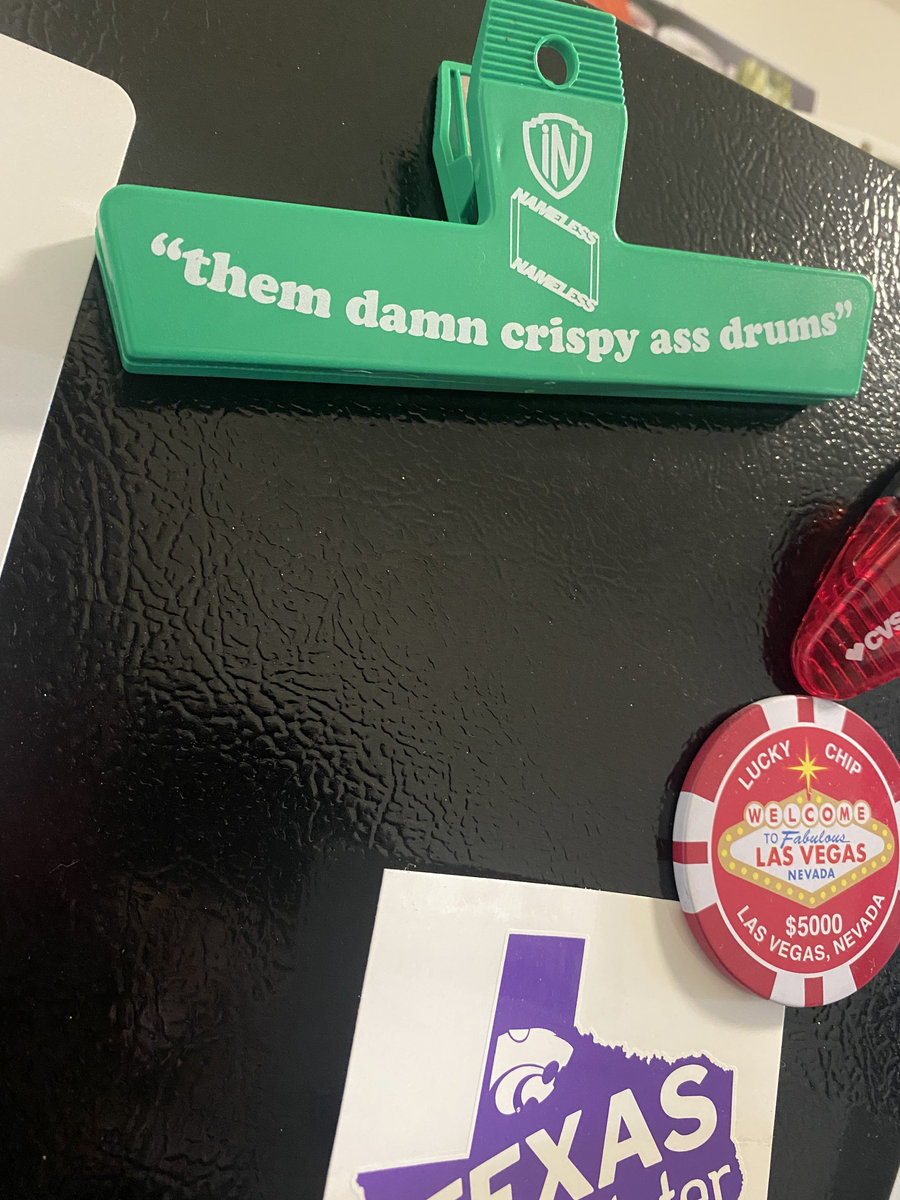 iN
NAMELESS
NAMELESS
“them damn crispy ass drums”
CVS
LUCKY CHIP
WELCOME
TO Fabulous
LAS VEGAS
NEVADA
$5000
LAS VEGAS, NEVADA
TEXAS